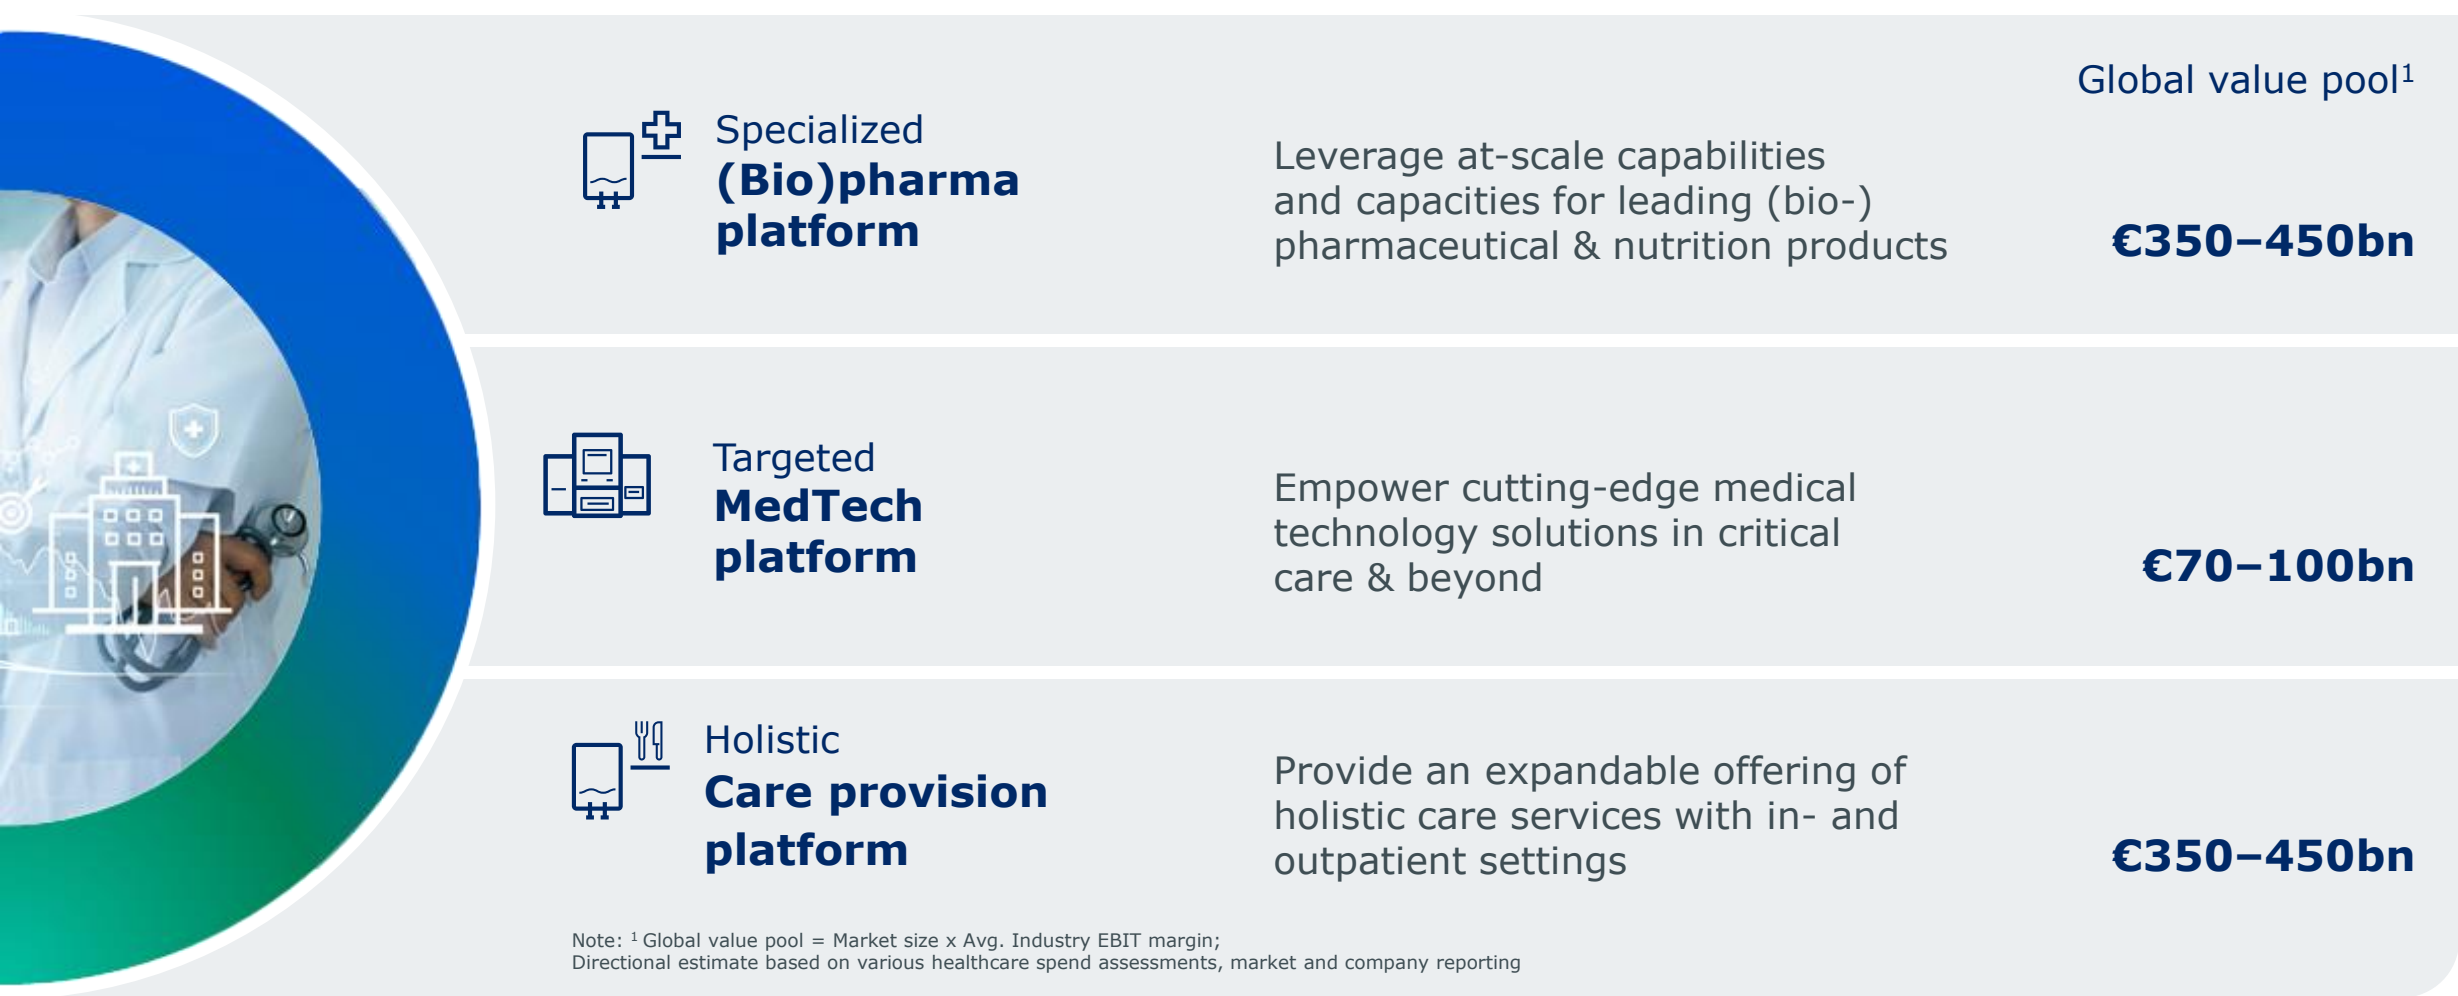 Global value pool¹
Specialized
(Bio)pharma
platform
Leverage at-scale capabilities
and capacities for leading (bio-)
pharmaceutical & nutrition products
€350–450bn
Targeted
MedTech
platform
Empower cutting-edge medical
technology solutions in critical
care & beyond
€70–100bn
Holistic
Care provision
platform
Provide an expandable offering of
holistic care services with in- and
outpatient settings
€350–450bn
Note: ¹ Global value pool = Market size x Avg. Industry EBIT margin;
Directional estimate based on various healthcare spend assessments, market and company reporting